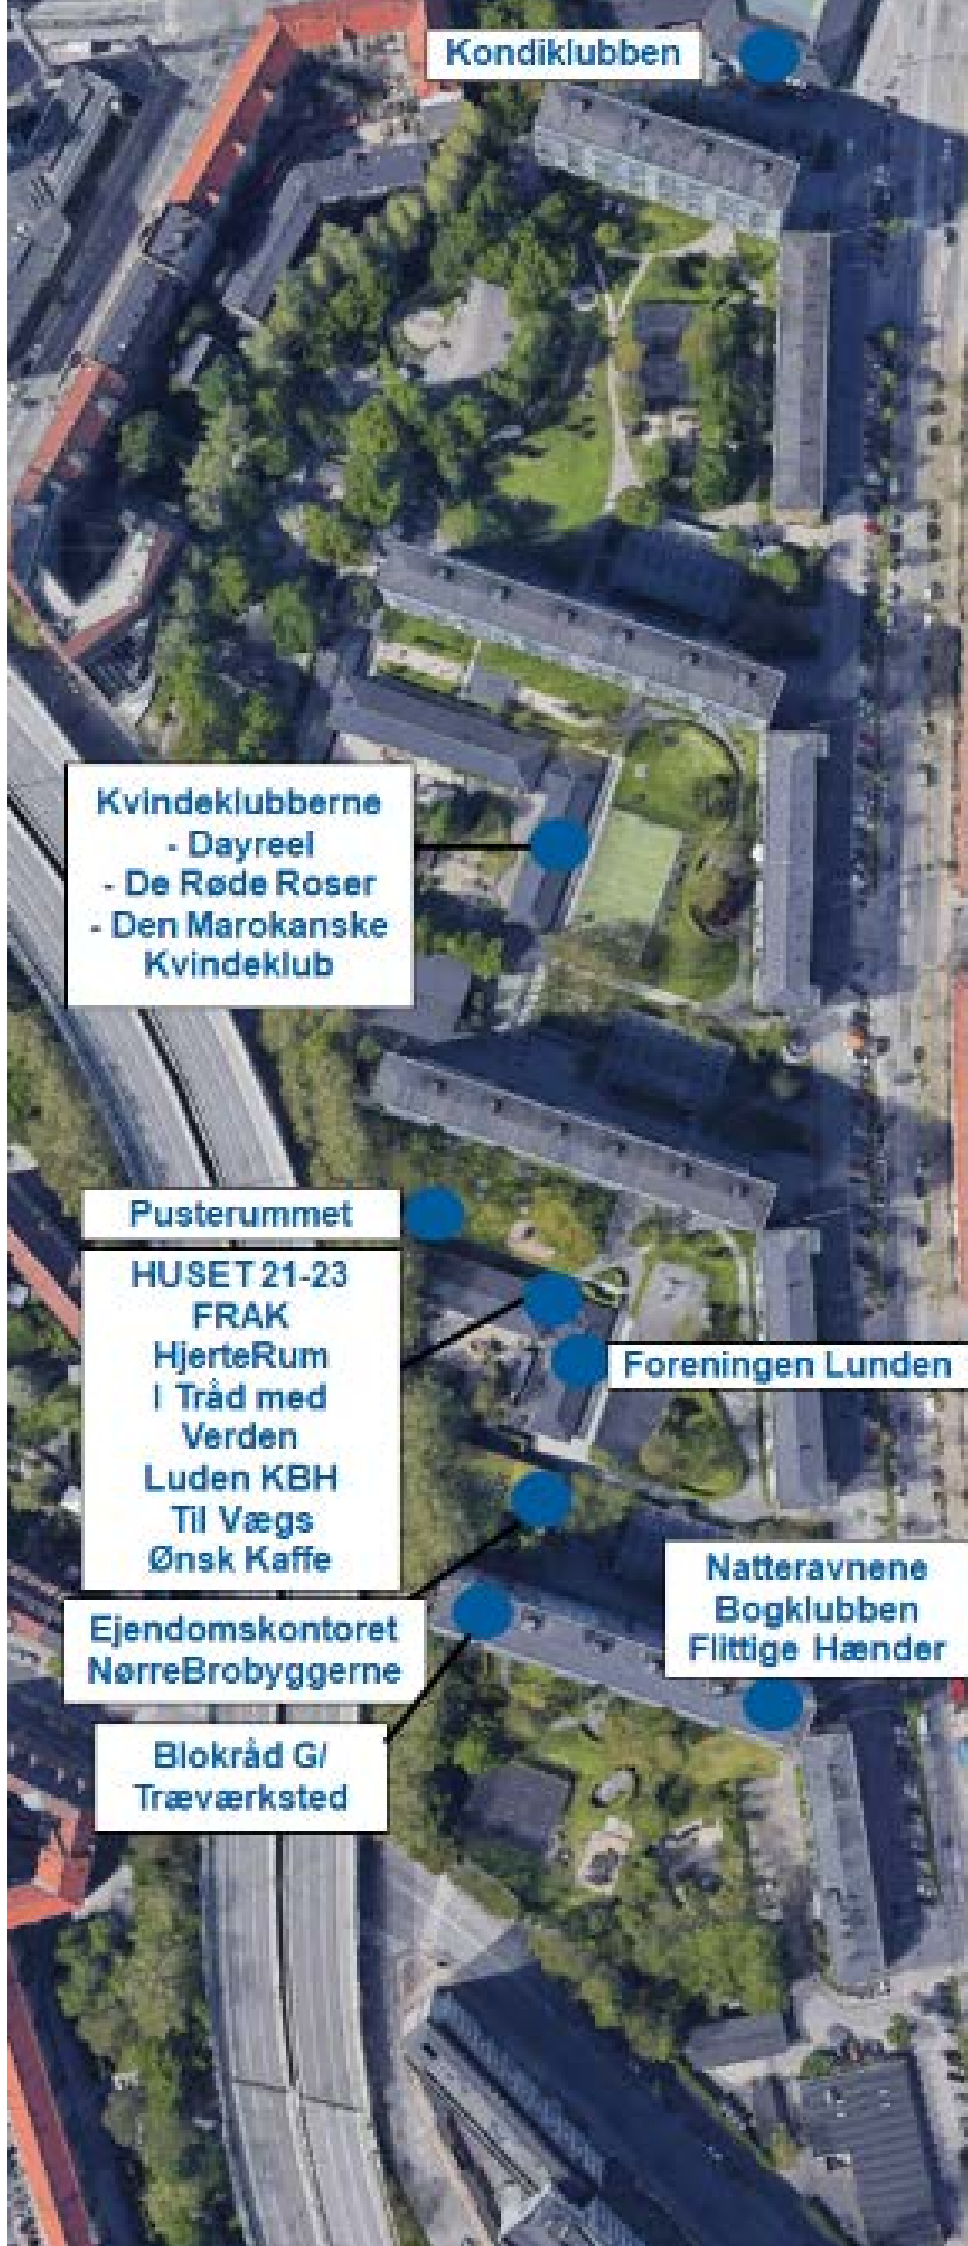 Kondiklubben
Kvindeklubberne
- Dayreel
- De Røde Roser
- Den Marokanske
Kvindeklub
Pusterummet
HUSET 21-23
FRAK
HjerteRum
I Tråd med
Verden
Luden KBH
Til Vægs
Ønsk Kaffe
Foreningen Lunden
Ejendomskontoret
NørreBrobyggerne
Natteravnene
Bogklubben
Flittige Hænder
Blokråd G/
Træværksted